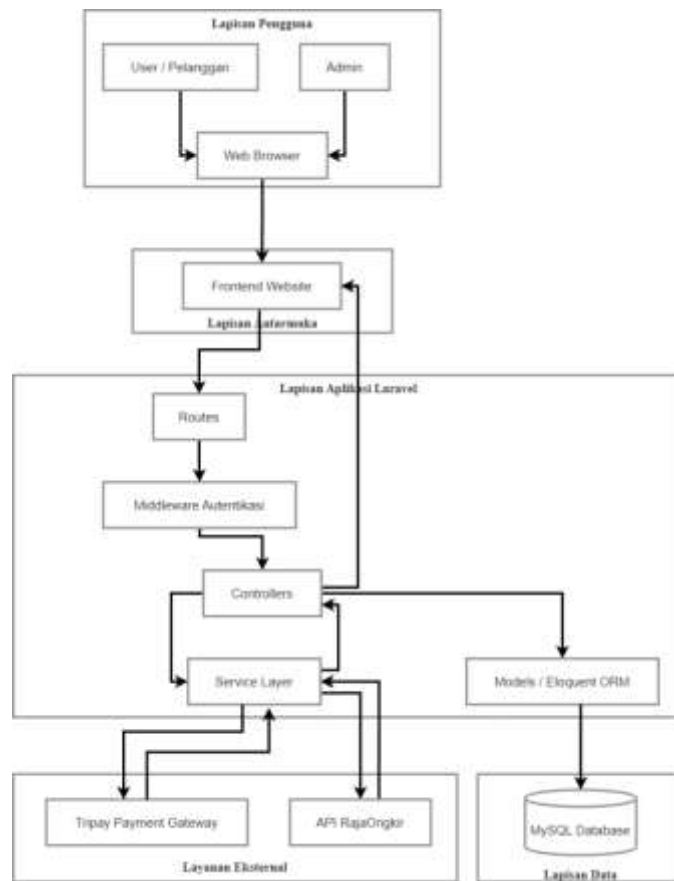 Lapisan Pengguna
User / Pelanggan
Admin
Web Browser
Frontend Website
Lapisan Antarmuka
Lapisan Aplikasi Laravel
Routes
Middleware Autentikasi
Controllers
Service Layer
Models / Eloquent ORM
Tripay Payment Gateway
API RajaOngkir
MySQL Database
Layanan Eksternal
Lapisan Data